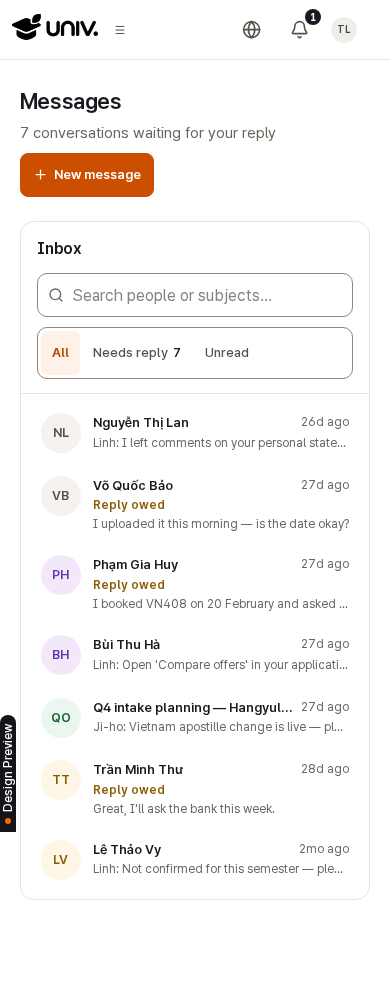 UNIV.
1
TL
Messages
7 conversations waiting for your reply
+ New message
Inbox
Search people or subjects...
All Needs reply 7 Unread
NL Nguyễn Thị Lan 26d ago
Linh: I left comments on your personal state...
VB Võ Quốc Bảo 27d ago
Reply owed
I uploaded it this morning — is the date okay?
PH Phạm Gia Huy 27d ago
Reply owed
I booked VN408 on 20 February and asked ...
BH Bùi Thu Hà 27d ago
Linh: Open 'Compare offers' in your applicati...
QO Q4 intake planning — Hangyul... 27d ago
Ji-ho: Vietnam apostille change is live — pl...
TT Trần Minh Thư 28d ago
Reply owed
Great, I'll ask the bank this week.
LV Lê Thảo Vy 2mo ago
Linh: Not confirmed for this semester — ple...
Design Preview